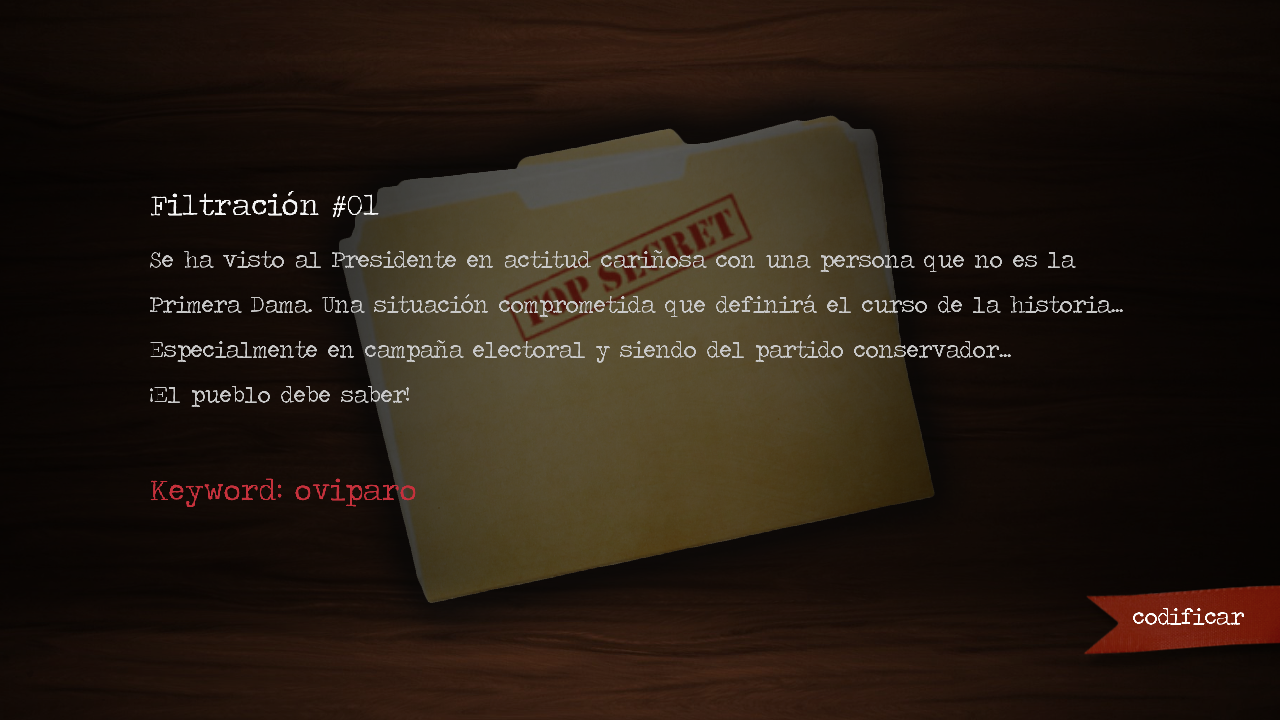 Filtración #01
Se ha visto al Presidente en actitud cariñosa con una persona que no es la
Primera Dama. Una situación comprometida que definirá el curso de la historia...
Especialmente en campaña electoral y siendo del partido conservador...
¡El pueblo debe saber!
TOP SECRET
Keyword: oviparo
codificar